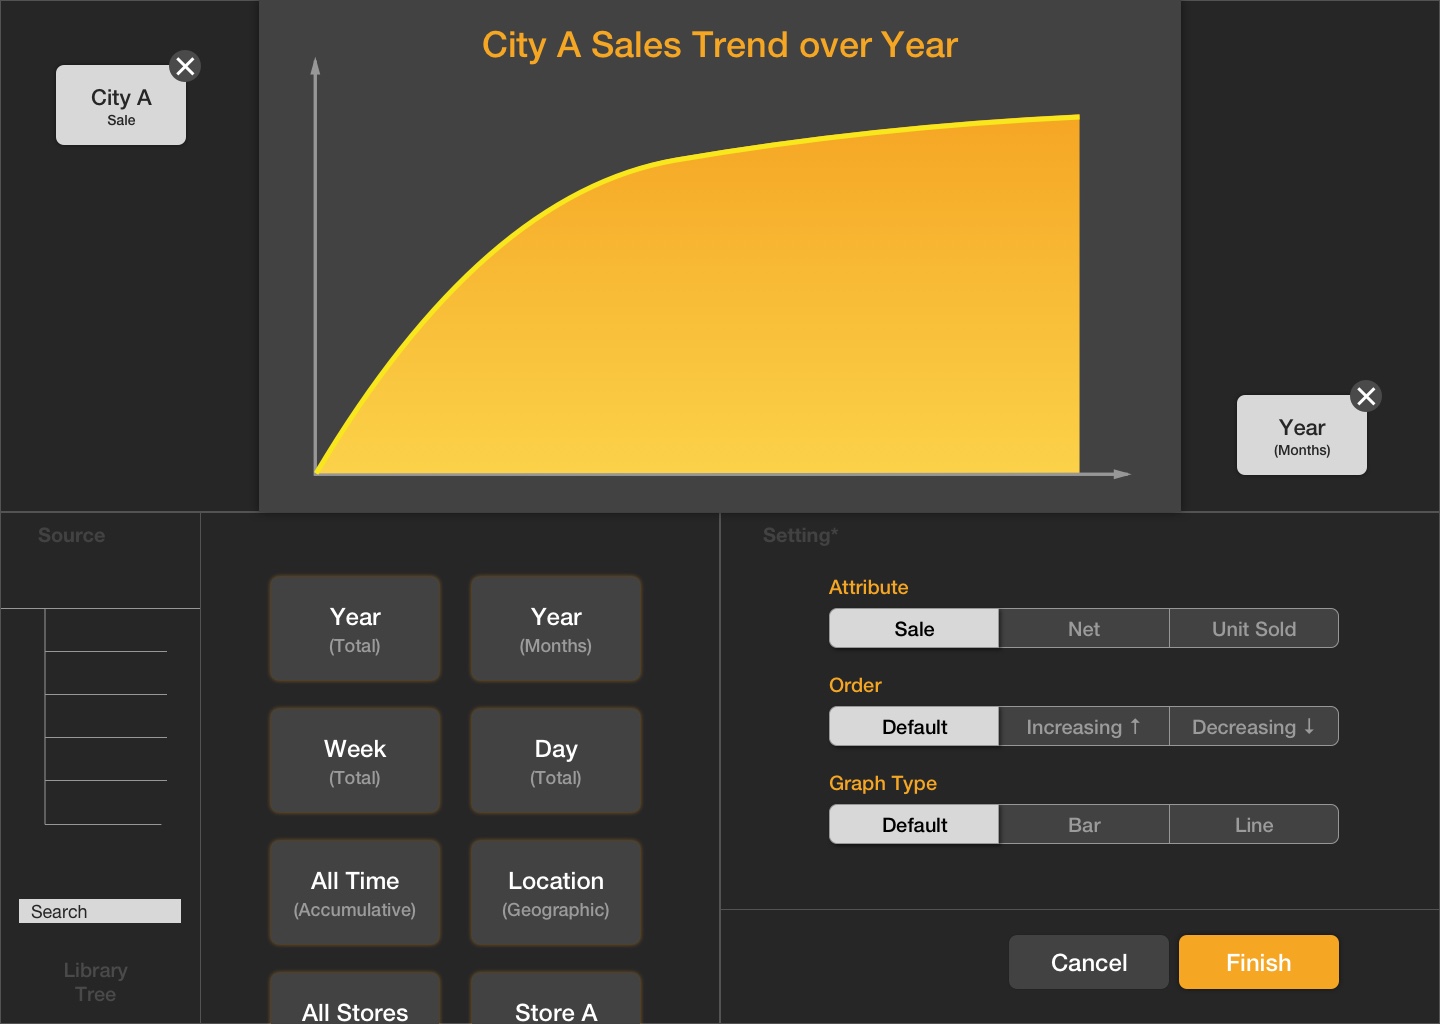 City A Sales Trend over Year
City A
Sale
Year
(Months)
Source
Search
Library
Tree
Year
(Total)
Year
(Months)
Week
(Total)
Day
(Total)
All Time
(Accumulative)
Location
(Geographic)
All Stores
Store A
Setting*
Attribute
Sale
Net
Unit Sold
Order
Default
Increasing ↑
Decreasing ↓
Graph Type
Default
Bar
Line
Cancel
Finish